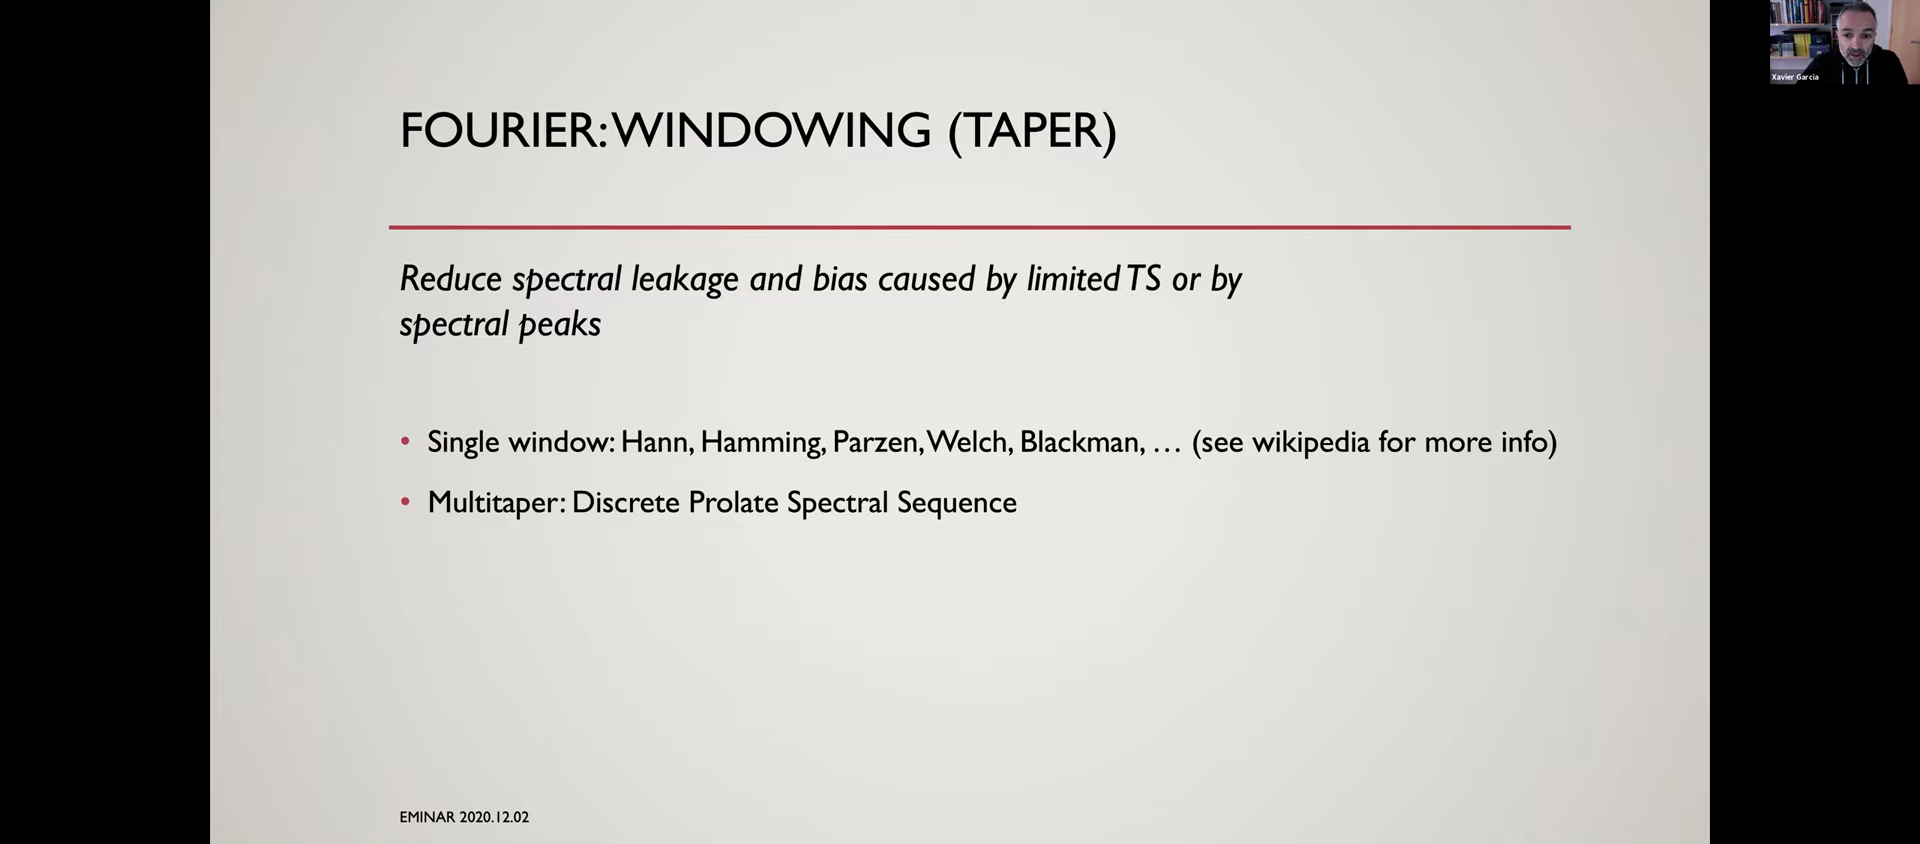 FOURIER: WINDOWING (TAPER)
Reduce spectral leakage and bias caused by limited TS or by
spectral peaks
• Single window: Hann, Hamming, Parzen, Welch, Blackman, … (see wikipedia for more info)
• Multitaper: Discrete Prolate Spectral Sequence
EMINAR 2020.12.02
Xavier Garcia